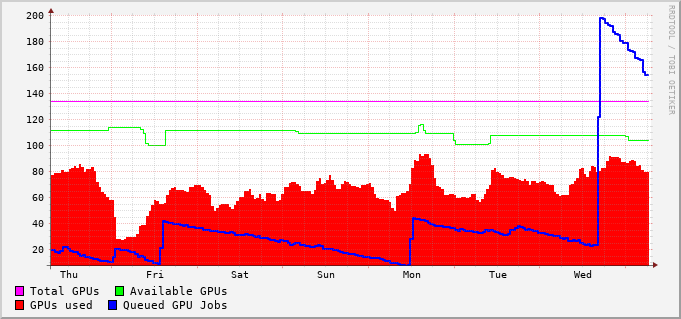 200
180
160
140
120
100
80
60
40
20
Thu Fri Sat Sun Mon Tue Wed
Total GPUs Available GPUs
GPUs used Queued GPU Jobs
RRDTOOL / TOBI OETIKER